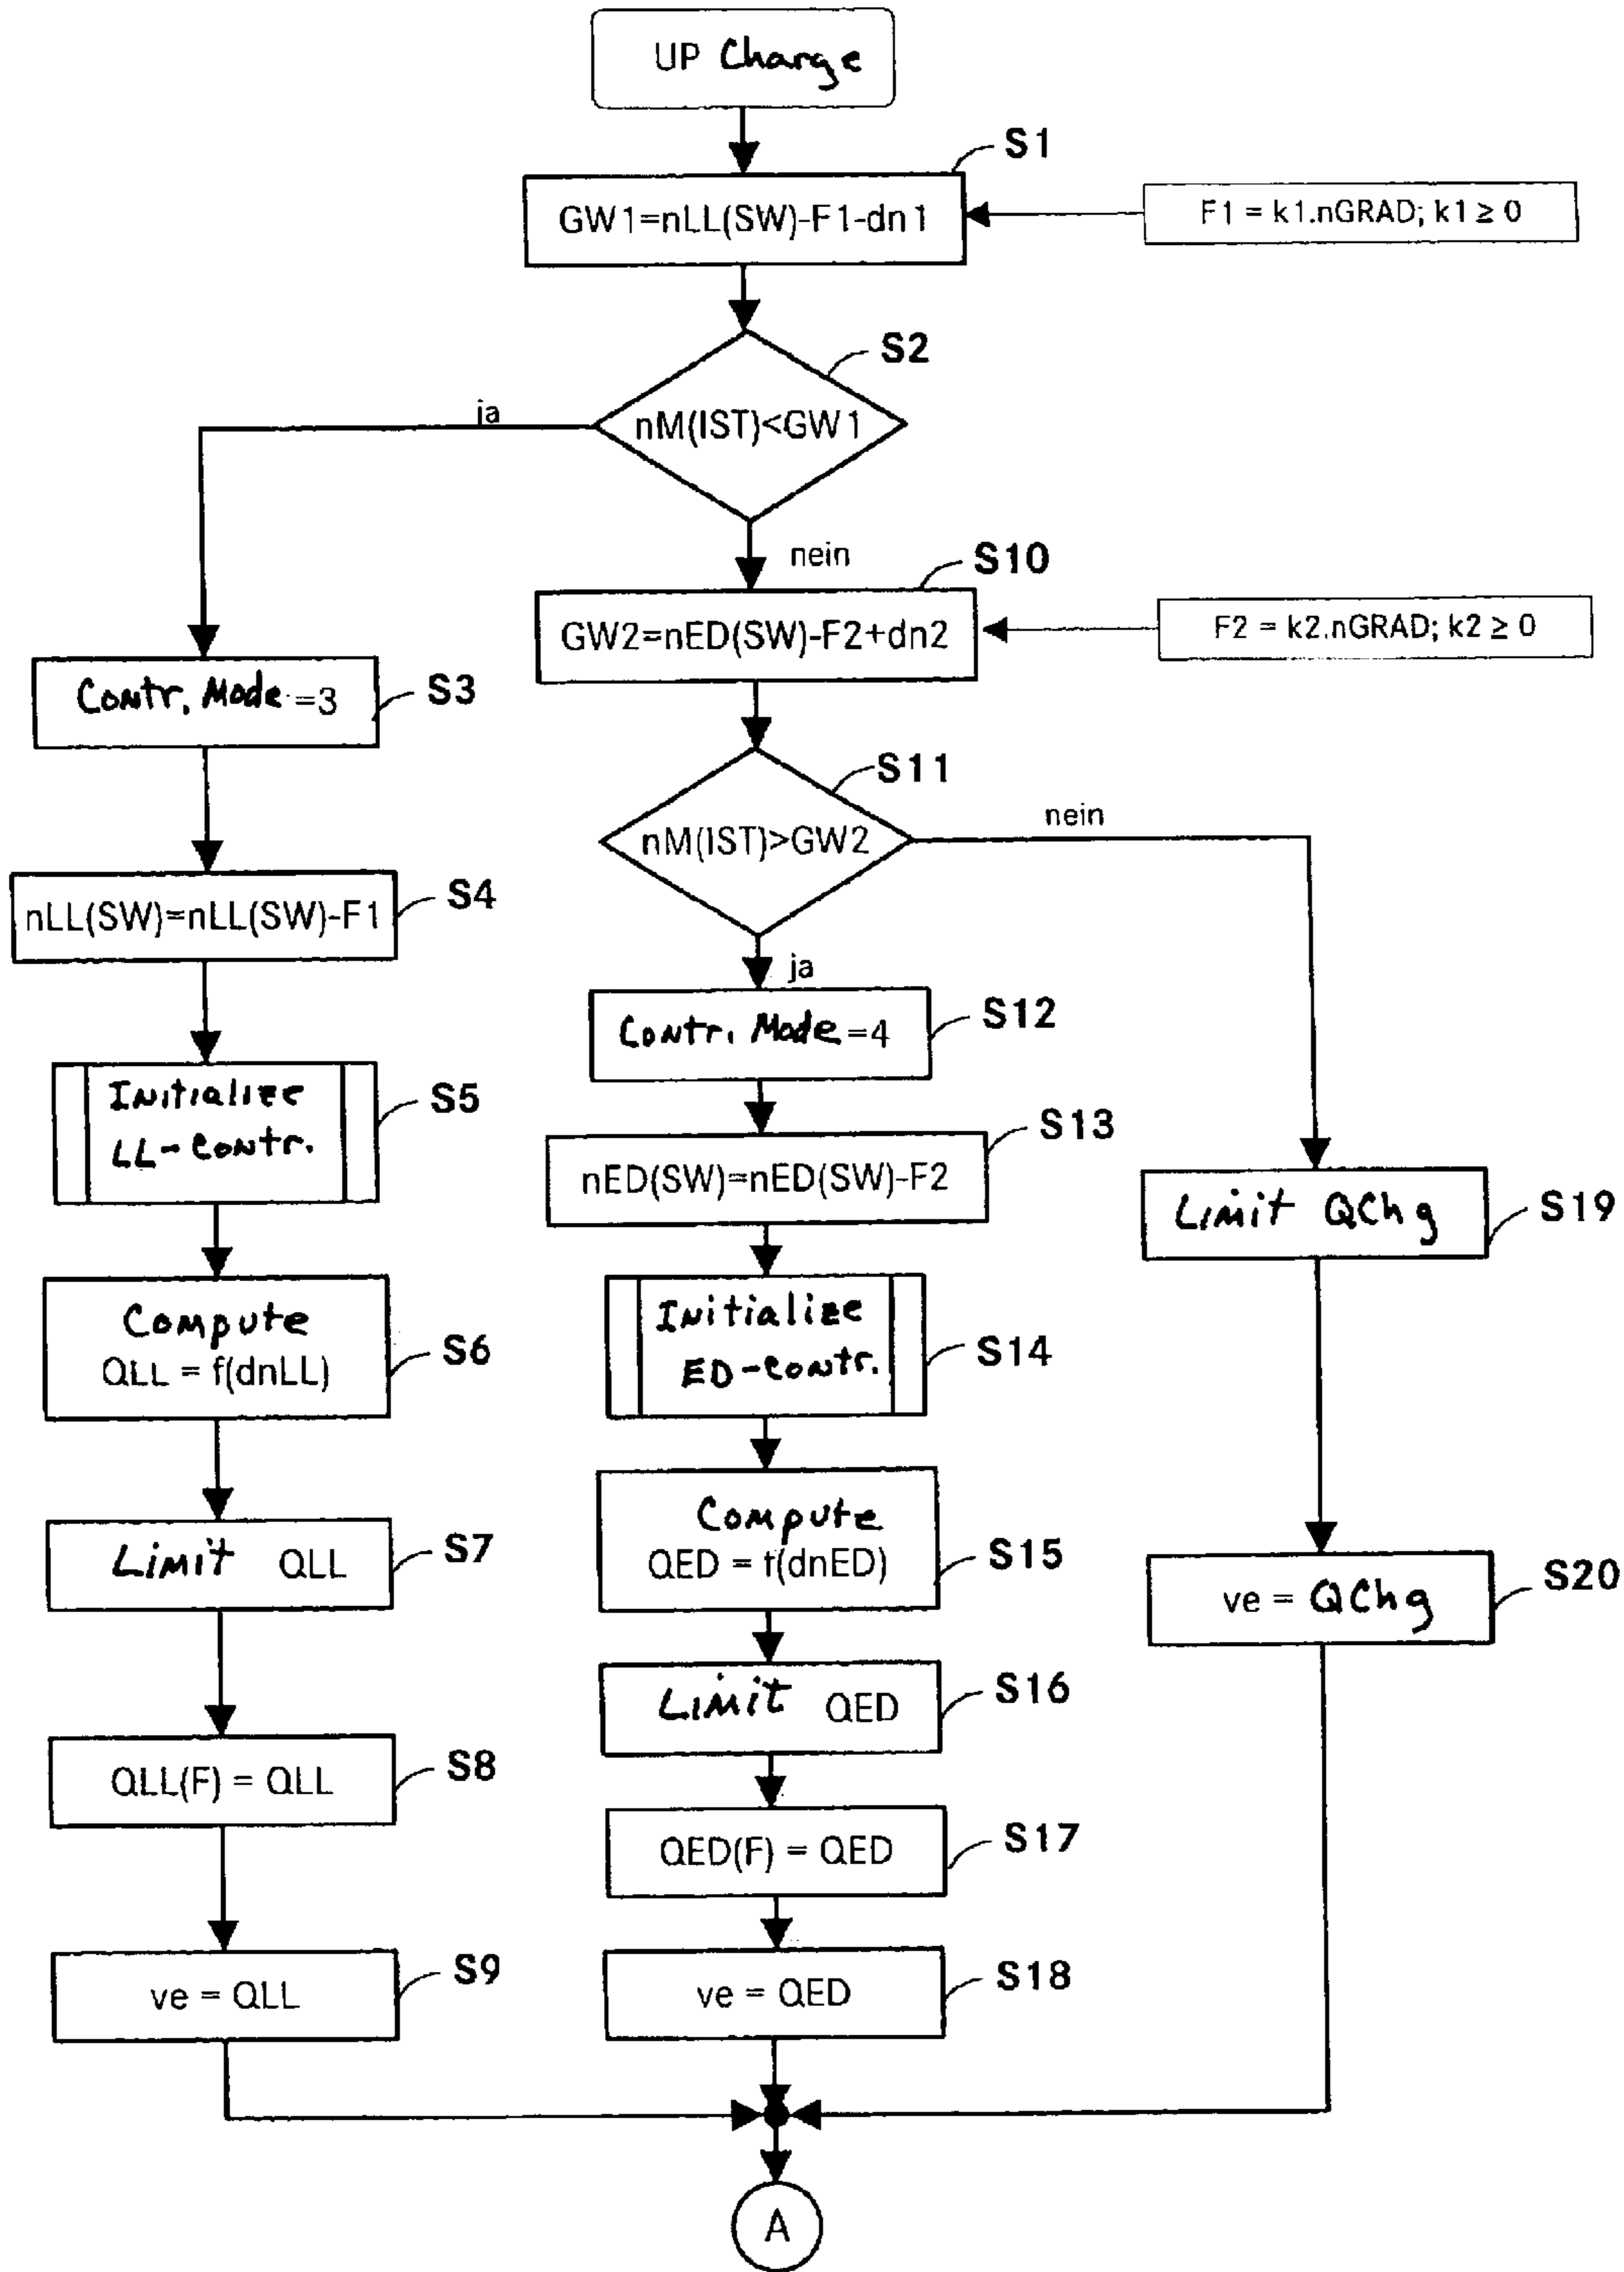 UP Charge
S1
GW1=nLL(SW)-F1-dn1
F1 = k1.nGRAD; k1 ≥ 0
S2
nM(IST)<GW1
ja
nein
S10
GW2=nED(SW)-F2+dn2
F2 = k2.nGRAD; k2 ≥ 0
Contr. Mode =3
S3
S11
nM(IST)>GW2
nein
nLL(SW)=nLL(SW)-F1
S4
ja
Contr. Mode =4
S12
Initialize
LL-Contr.
S5
nED(SW)=nED(SW)-F2
S13
Limit QChg
S19
Compute
QLL = f(dnLL)
S6
Initialize
ED-Contr.
S14
Limit QLL
S7
Compute
QED = f(dnED)
S15
ve = QChg
S20
Limit QED
S16
QLL(F) = QLL
S8
QED(F) = QED
S17
ve = QLL
S9
ve = QED
S18
A